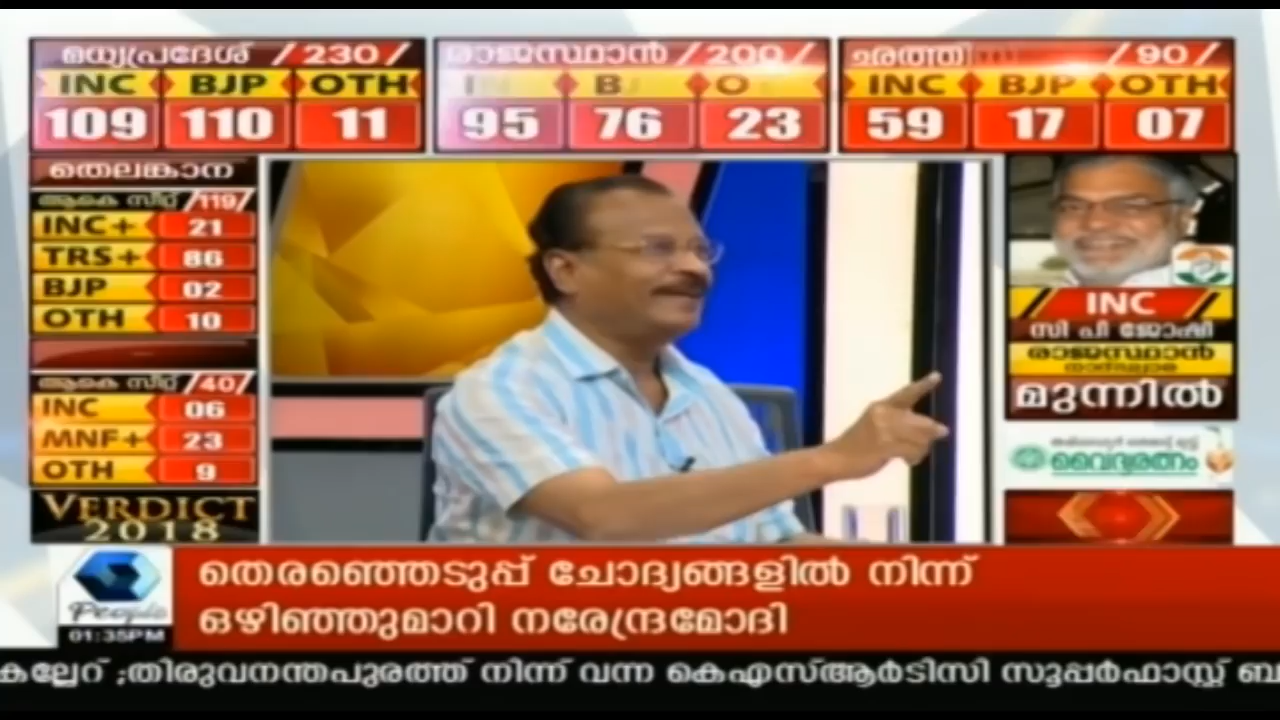 മധ്യപ്രദേശ് /230/
INC BJP OTH
109 110 11
രാജസ്ഥാൻ /200/
B O
95 76 23
ഛത്തി /90/
INC BJP OTH
59 17 07
തെലങ്കാന
ആകെ സീറ്റ് /119/
INC+ 21
TRS+ 86
BJP 02
OTH 10
ആകെ സീറ്റ് /40/
INC 06
MNF+ 23
OTH 9
VERDICT
2018
INC
സി പി ജോഷി
രാജസ്ഥാൻ
മുന്നിൽ
വൈദ്യരത്നം
People
01:35PM
തെരഞ്ഞെടുപ്പ് ചോദ്യങ്ങളിൽ നിന്ന്
ഒഴിഞ്ഞുമാറി നരേന്ദ്രമോദി
കല്ലേറ് ;തിരുവനന്തപുരത്ത് നിന്ന് വന്ന കെഎസ്ആർടിസി സൂപ്പർഫാസ്റ്റ് ബ